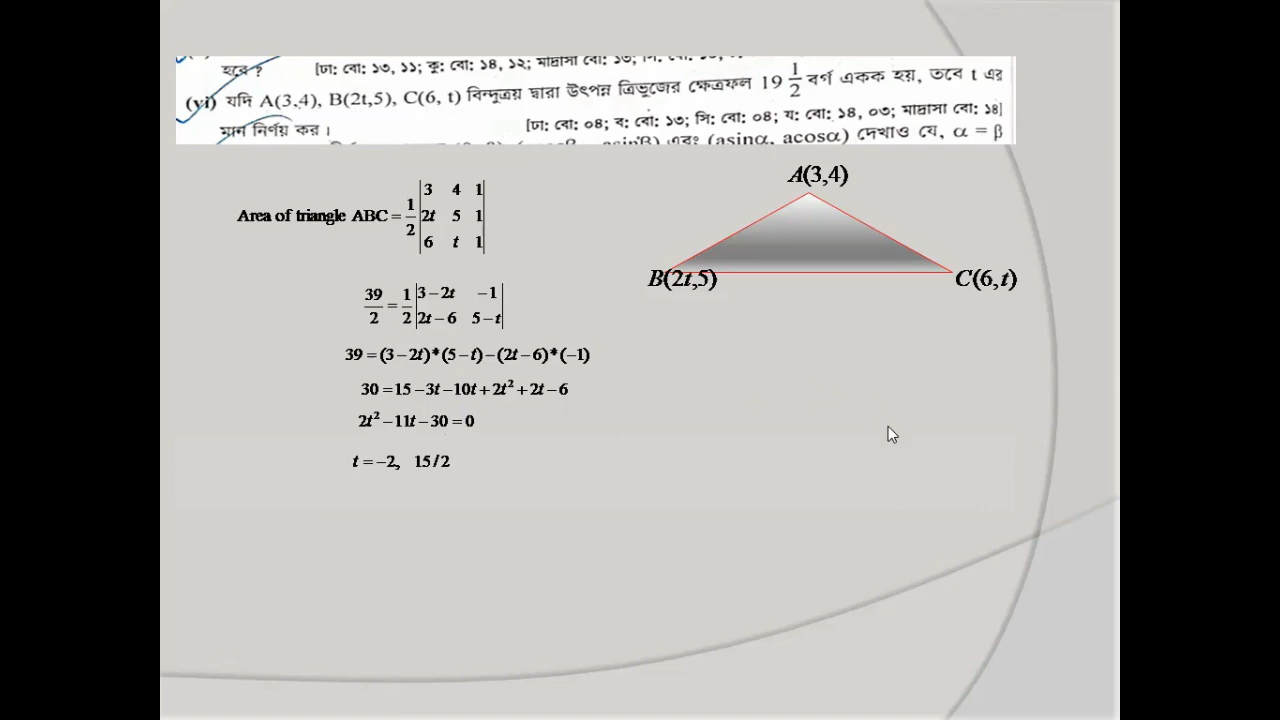 হবে ? [ঢা: বো: ১৩, ১১; কু: বো: ১৪, ১২; মাদ্রাসা বো: ১৩; সি: বো:
(vi) যদি A(3,4), B(2t,5), C(6, t) বিন্দুত্রয় দ্বারা উৎপন্ন ত্রিভুজের ক্ষেত্রফল 19 1/2 বর্গ একক হয়, তবে t এর
মান নির্ণয় কর। [ঢা: বো: ০৪; ব: বো: ১৩; সি: বো: ০৪; য: বো: ১৪, ০৩; মাদ্রাসা বো: ১৪]
এবং (asinα, acosα) দেখাও যে, α = β
A(3,4)
B(2t,5) C(6,t)
Area of triangle ABC = 1/2 |3 4 1|
|2t 5 1|
|6 t 1|
39/2 = 1/2 |3−2t −1|
|2t−6 5−t|
39 = (3−2t)*(5−t)−(2t−6)*(−1)
30 = 15−3t−10t+2t²+2t−6
2t²−11t−30=0
t=−2, 15/2